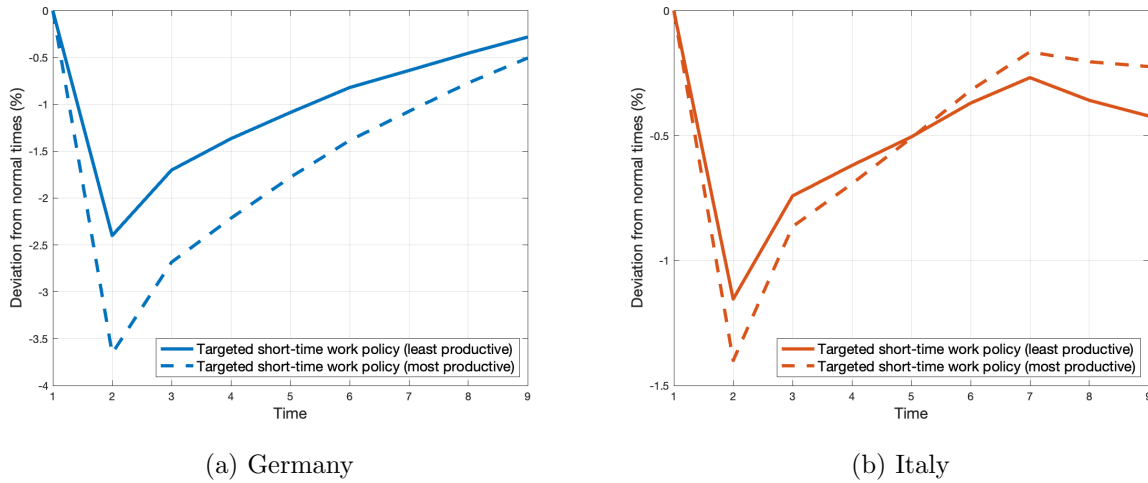 0
-0.5
-1
-1.5
-2
-2.5
-3
-3.5
-4
Deviation from normal times (%)
Targeted short-time work policy (least productive)
Targeted short-time work policy (most productive)
1 2 3 4 5 6 7 8 9
Time
(a) Germany
0
-0.5
-1
-1.5
Deviation from normal times (%)
Targeted short-time work policy (least productive)
Targeted short-time work policy (most productive)
1 2 3 4 5 6 7 8 9
Time
(b) Italy